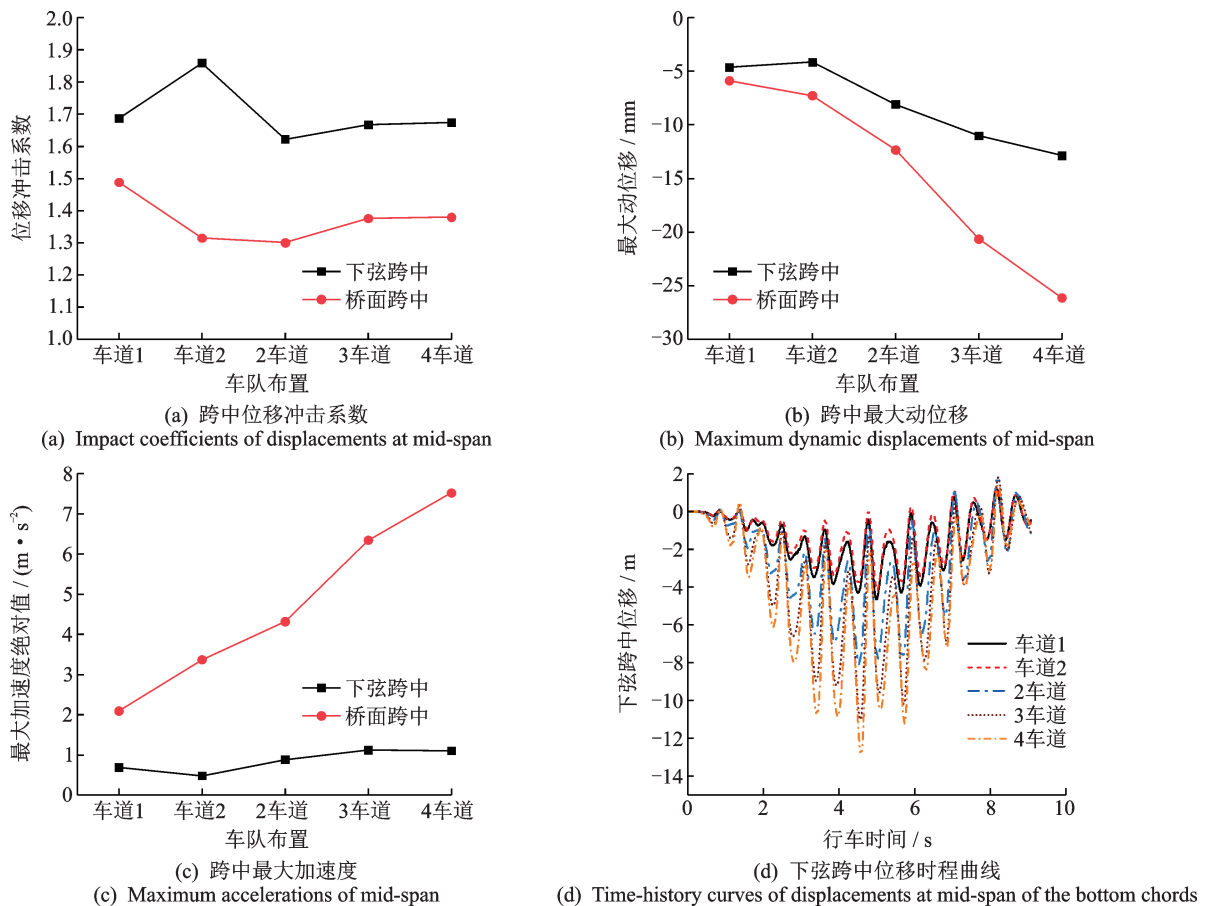 2.0
1.9
1.8
1.7
1.6
1.5
1.4
1.3
1.2
1.1
1.0
位移冲击系数
下弦跨中
桥面跨中
车道1 车道2 2车道 3车道 4车道
车队布置
(a) 跨中位移冲击系数
(a) Impact coefficients of displacements at mid-span
0
−5
−10
−15
−20
−25
−30
最大动位移 / mm
下弦跨中
桥面跨中
车道1 车道2 2车道 3车道 4车道
车队布置
(b) 跨中最大动位移
(b) Maximum dynamic displacements of mid-span
8
7
6
5
4
3
2
1
0
最大加速度绝对值 / (m·s⁻²)
下弦跨中
桥面跨中
车道1 车道2 2车道 3车道 4车道
车队布置
(c) 跨中最大加速度
(c) Maximum accelerations of mid-span
2
0
−2
−4
−6
−8
−10
−12
−14
下弦跨中位移 / m
车道1
车道2
2车道
3车道
4车道
0 2 4 6 8 10
行车时间 / s
(d) 下弦跨中位移时程曲线
(d) Time-history curves of displacements at mid-span of the bottom chords